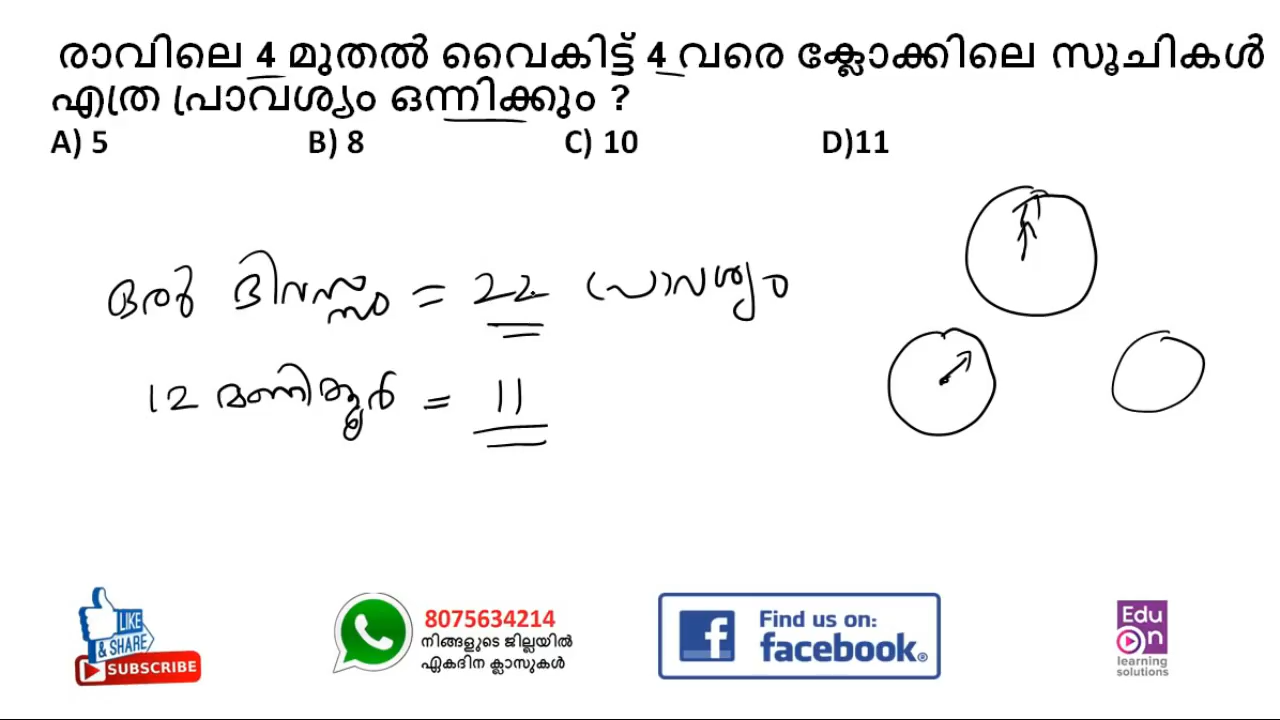 രാവിലെ 4 മുതൽ വൈകിട്ട് 4 വരെ ക്ലോക്കിലെ സൂചികൾ
എത്ര പ്രാവശ്യം ഒന്നിക്കും ?
A) 5 B) 8 C) 10 D)11
ഒരു ദിവസം = 22 പ്രാവശ്യം
12 മണിക്കൂർ = 11
LIKE
& SHARE
SUBSCRIBE
8075634214
നിങ്ങളുടെ ജില്ലയിൽ
ഏകദിന ക്ലാസുകൾ
Find us on:
facebook®
Edu
On
learning
solutions